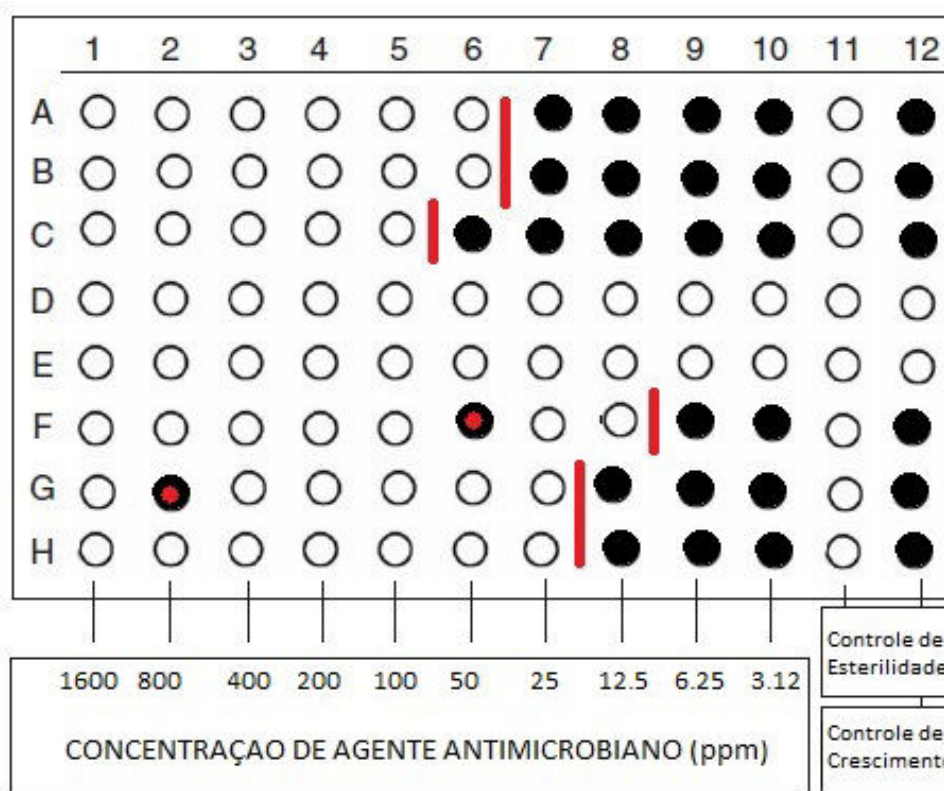 1 2 3 4 5 6 7 8 9 10 11 12
A
B
C
D
E
F
G
H
1600 800 400 200 100 50 25 12.5 6.25 3.12
CONCENTRAÇAO DE AGENTE ANTIMICROBIANO (ppm)
Controle de
Esterilidade
Controle de
Crescimento